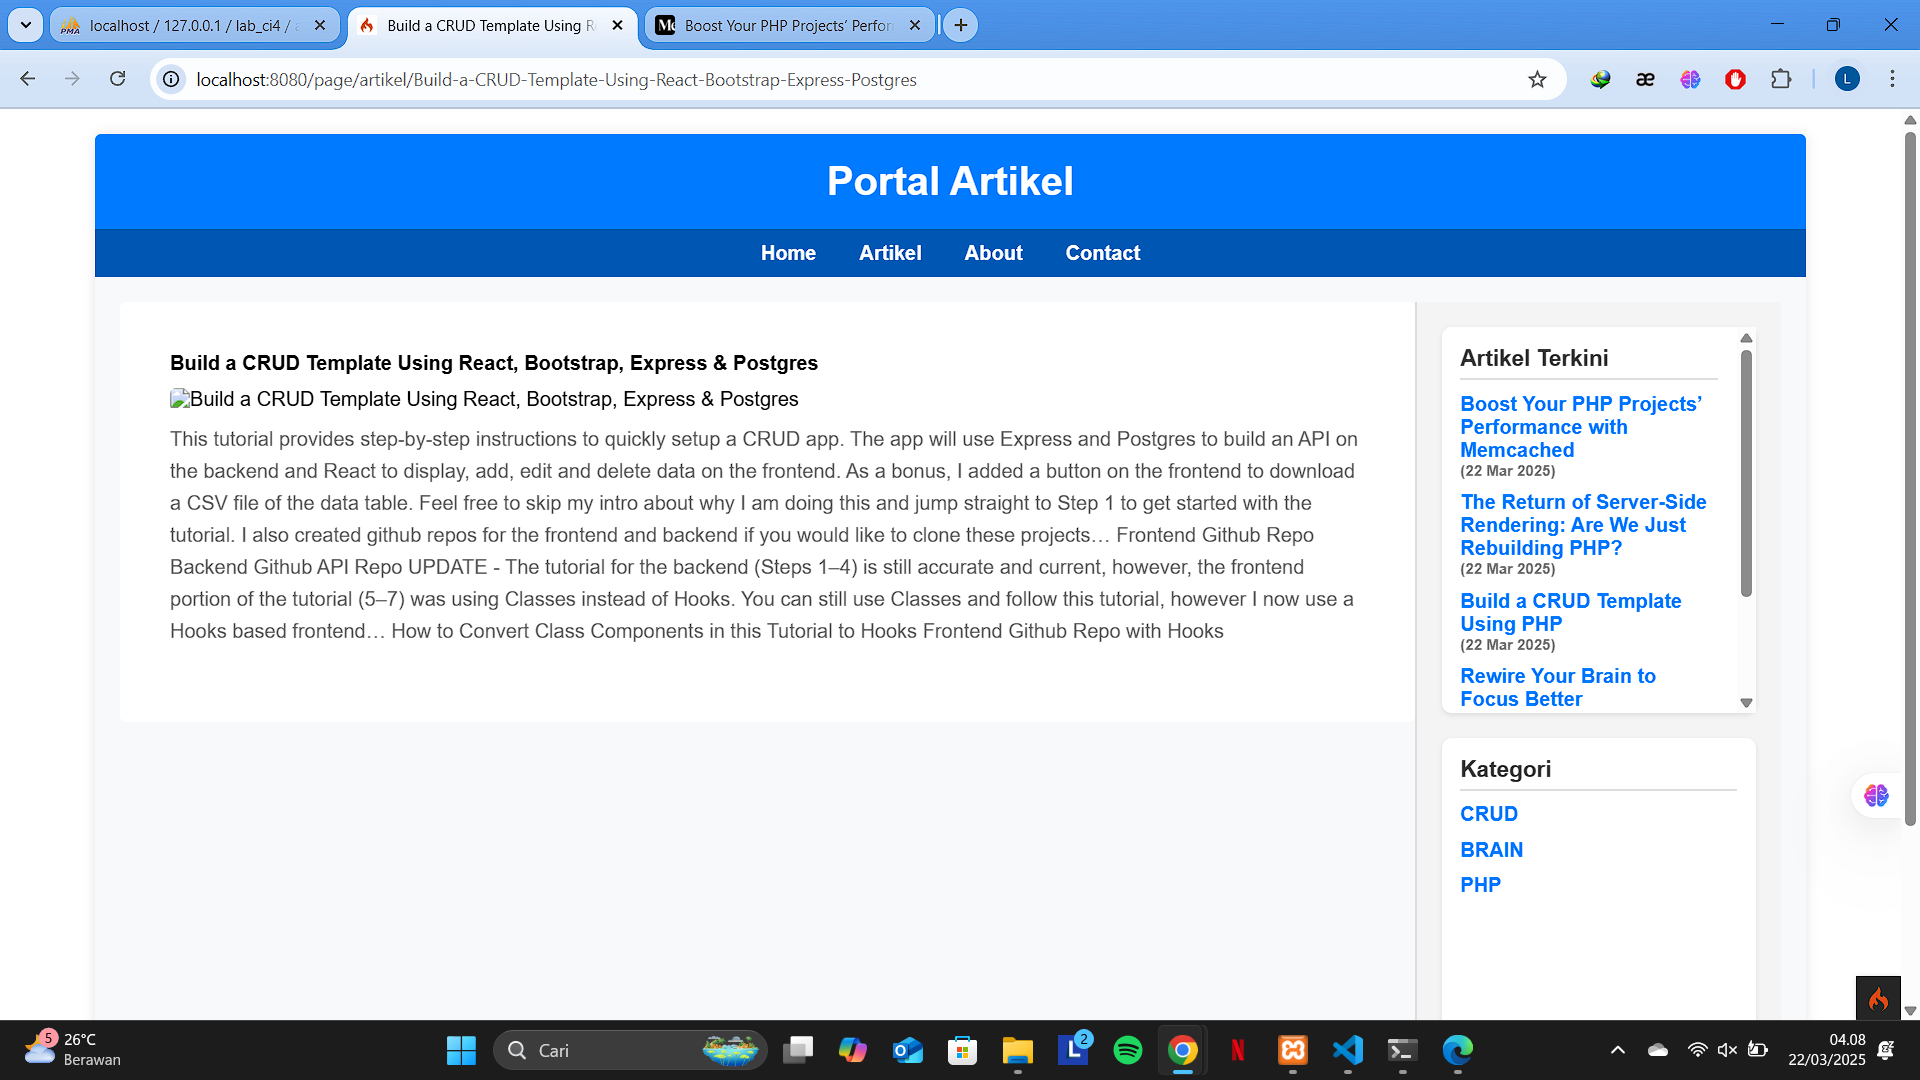 localhost / 127.0.0.1 / lab_ci4 /
Build a CRUD Template Using R
Boost Your PHP Projects’ Perfor
localhost:8080/page/artikel/Build-a-CRUD-Template-Using-React-Bootstrap-Express-Postgres
L
Portal Artikel
Home Artikel About Contact
Build a CRUD Template Using React, Bootstrap, Express & Postgres
Build a CRUD Template Using React, Bootstrap, Express & Postgres
This tutorial provides step-by-step instructions to quickly setup a CRUD app. The app will use Express and Postgres to build an API on
the backend and React to display, add, edit and delete data on the frontend. As a bonus, I added a button on the frontend to download
a CSV file of the data table. Feel free to skip my intro about why I am doing this and jump straight to Step 1 to get started with the
tutorial. I also created github repos for the frontend and backend if you would like to clone these projects… Frontend Github Repo
Backend Github API Repo UPDATE - The tutorial for the backend (Steps 1–4) is still accurate and current, however, the frontend
portion of the tutorial (5–7) was using Classes instead of Hooks. You can still use Classes and follow this tutorial, however I now use a
Hooks based frontend… How to Convert Class Components in this Tutorial to Hooks Frontend Github Repo with Hooks
Artikel Terkini
Boost Your PHP Projects’
Performance with
Memcached
(22 Mar 2025)
The Return of Server-Side
Rendering: Are We Just
Rebuilding PHP?
(22 Mar 2025)
Build a CRUD Template
Using PHP
(22 Mar 2025)
Rewire Your Brain to
Focus Better
Kategori
CRUD
BRAIN
PHP
5
26°C
Berawan
Cari
2
04.08
22/03/2025